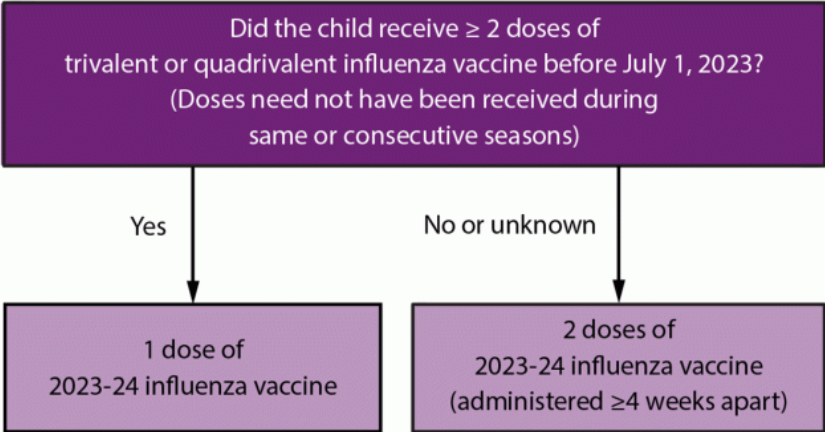 Did the child receive ≥ 2 doses of
trivalent or quadrivalent influenza vaccine before July 1, 2023?
(Doses need not have been received during
same or consecutive seasons)
Yes
No or unknown
1 dose of
2023-24 influenza vaccine
2 doses of
2023-24 influenza vaccine
(administered ≥4 weeks apart)